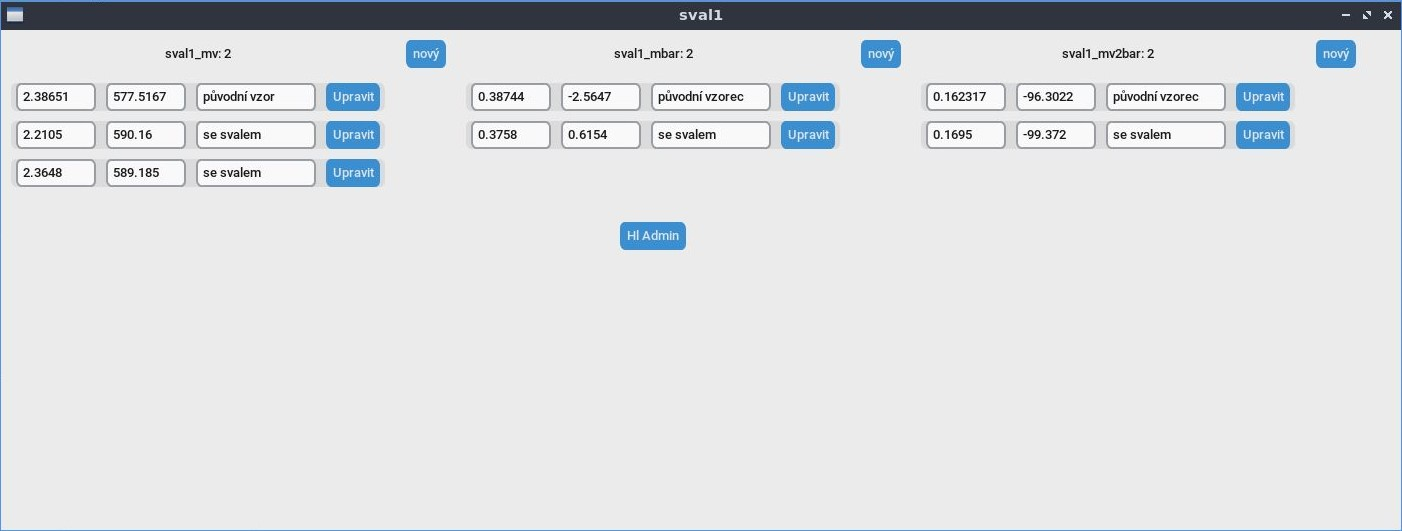 sval1
sval1_mv: 2 nový sval1_mbar: 2 nový sval1_mv2bar: 2 nový
2.38651 577.5167 původní vzor Upravit 0.38744 -2.5647 původní vzorec Upravit 0.162317 -96.3022 původní vzorec Upravit
2.2105 590.16 se svalem Upravit 0.3758 0.6154 se svalem Upravit 0.1695 -99.372 se svalem Upravit
2.3648 589.185 se svalem Upravit
Hl Admin